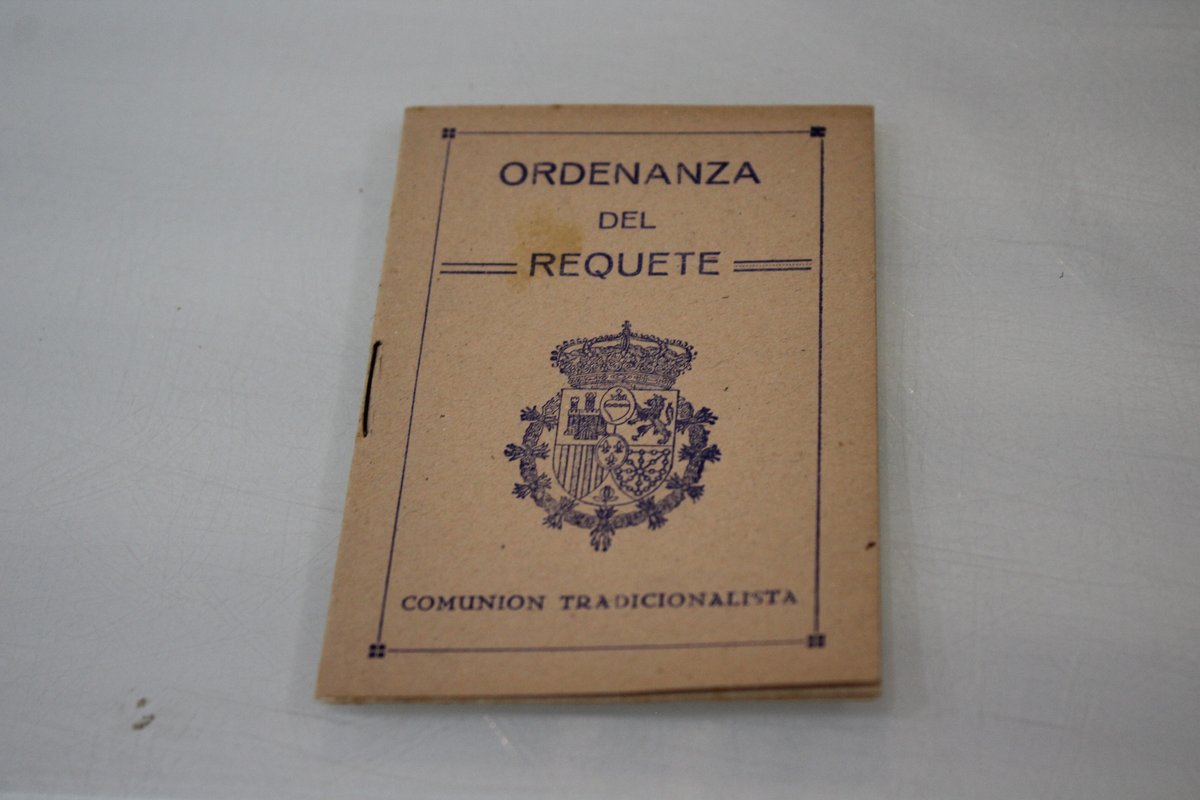 ORDENANZA
DEL
REQUETE
COMUNION TRADICIONALISTA